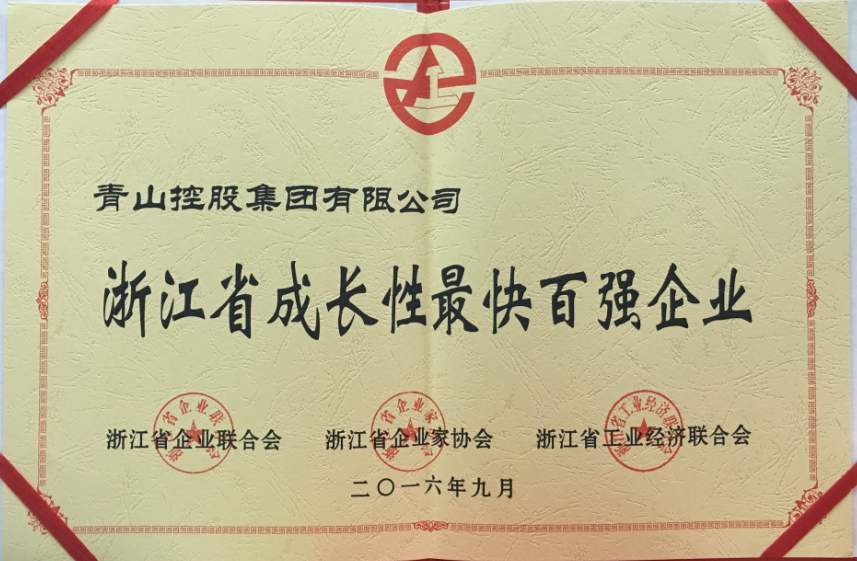 青山控股集团有限公司
浙江省成长性最快百强企业
浙江省企业联合会 浙江省企业家协会 浙江省工业经济联合会
二〇一六年九月